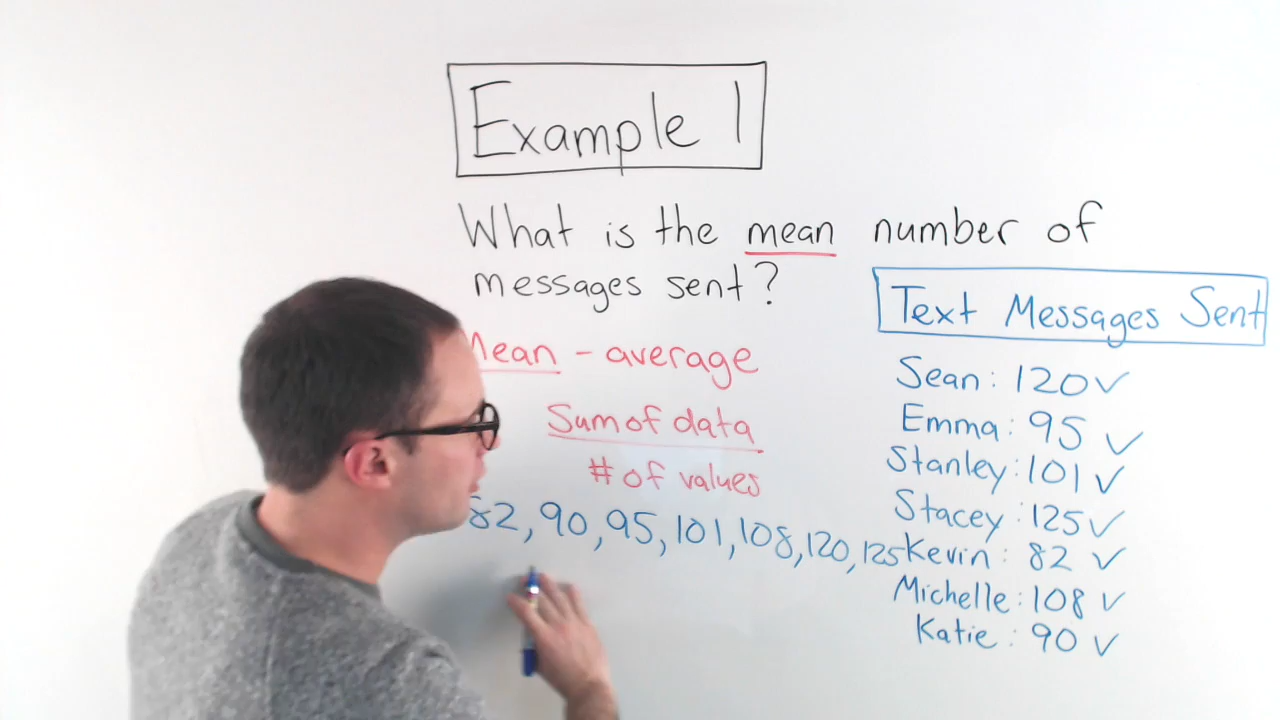 Example 1
What is the mean number of
messages sent?
Text Messages Sent
Mean - average
Sum of data
# of values
82, 90, 95, 101, 108, 120, 125
Sean: 120 ✓
Emma: 95 ✓
Stanley: 101 ✓
Stacey: 125 ✓
Kevin: 82 ✓
Michelle: 108 ✓
Katie: 90 ✓